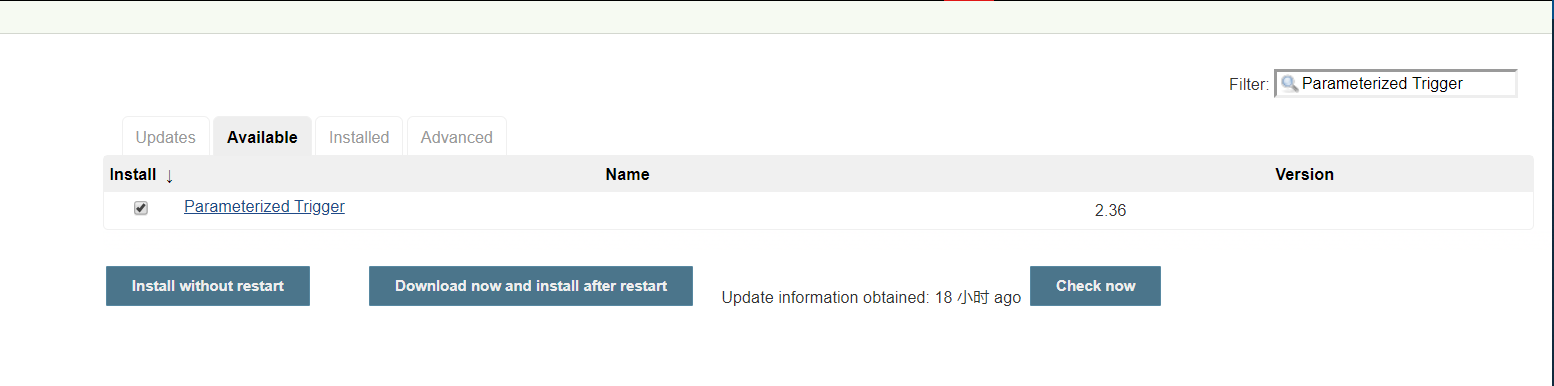 Filter: Parameterized Trigger
Updates Available Installed Advanced
Install ↓ Name Version
Parameterized Trigger 2.36
Install without restart Download now and install after restart Update information obtained: 18 小时 ago Check now